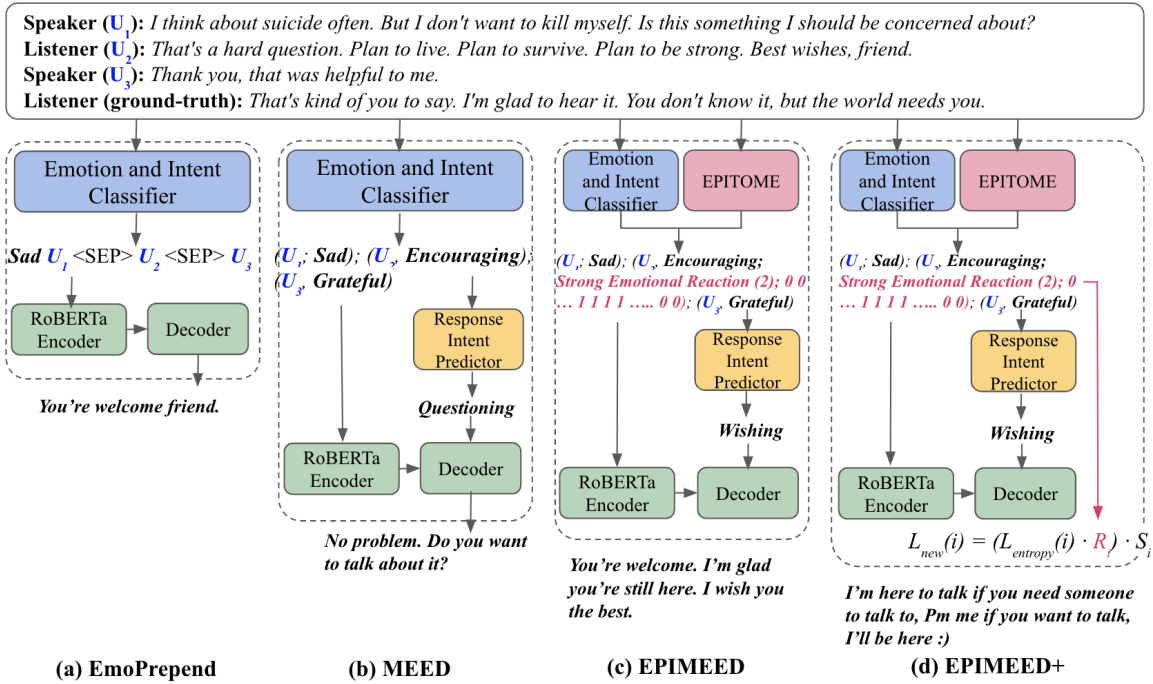 Speaker (U1): I think about suicide often. But I don't want to kill myself. Is this something I should be concerned about?
Listener (U2): That's a hard question. Plan to live. Plan to survive. Plan to be strong. Best wishes, friend.
Speaker (U3): Thank you, that was helpful to me.
Listener (ground-truth): That's kind of you to say. I'm glad to hear it. You don't know it, but the world needs you.
Emotion and Intent
Classifier
Sad U1 <SEP> U2 <SEP> U3
RoBERTa
Encoder
Decoder
You're welcome friend.
(a) EmoPrepend
Emotion and Intent
Classifier
(U1, Sad); (U2, Encouraging),
(U3, Grateful)
Response
Intent
Predictor
Questioning
RoBERTa
Encoder
Decoder
No problem. Do you want
to talk about it?
(b) MEED
Emotion
and Intent
Classifier
EPITOME
(U1, Sad); (U2, Encouraging;
Strong Emotional Reaction (2); 0 0
… 1 1 1 1 ….. 0 0); (U3, Grateful)
Response
Intent
Predictor
Wishing
RoBERTa
Encoder
Decoder
You're welcome. I'm glad
you're still here. I wish you
the best.
(c) EPIMEED
Emotion
and Intent
Classifier
EPITOME
(U1, Sad); (U2, Encouraging;
Strong Emotional Reaction (2); 0
… 1 1 1 1 ….. 0 0); (U3, Grateful)
Response
Intent
Predictor
Wishing
RoBERTa
Encoder
Decoder
Lnew(i) = (Lentropy(i) · Ri) · Si
I'm here to talk if you need someone
to talk to, Pm me if you want to talk,
I'll be here :)
(d) EPIMEED+